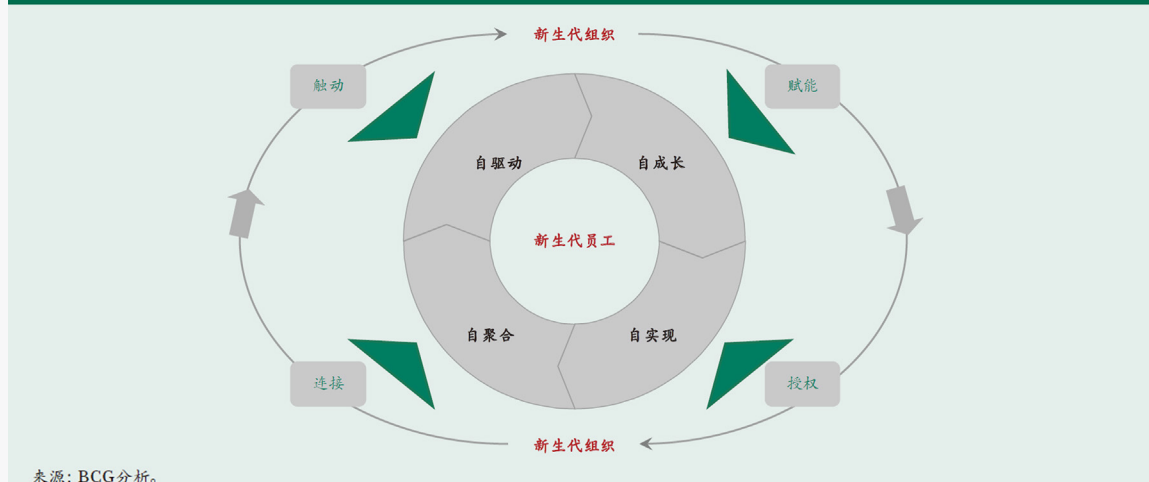 新生代组织
触动
赋能
自驱动
自成长
新生代员工
自聚合
自实现
连接
授权
新生代组织
来源: BCG分析。